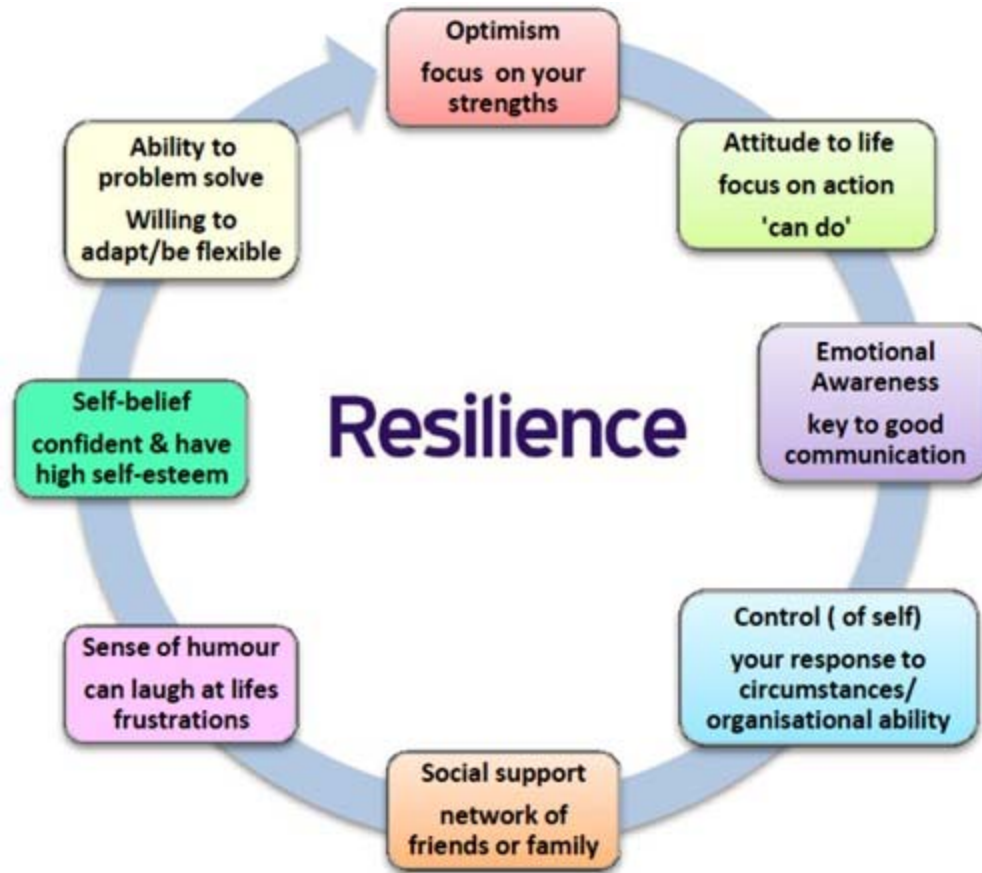 Optimism
focus on your
strengths
Attitude to life
focus on action
'can do'
Emotional
Awareness
key to good
communication
Control ( of self)
your response to
circumstances/
organisational ability
Social support
network of
friends or family
Sense of humour
can laugh at lifes
frustrations
Self-belief
confident & have
high self-esteem
Ability to
problem solve
Willing to
adapt/be flexible
Resilience